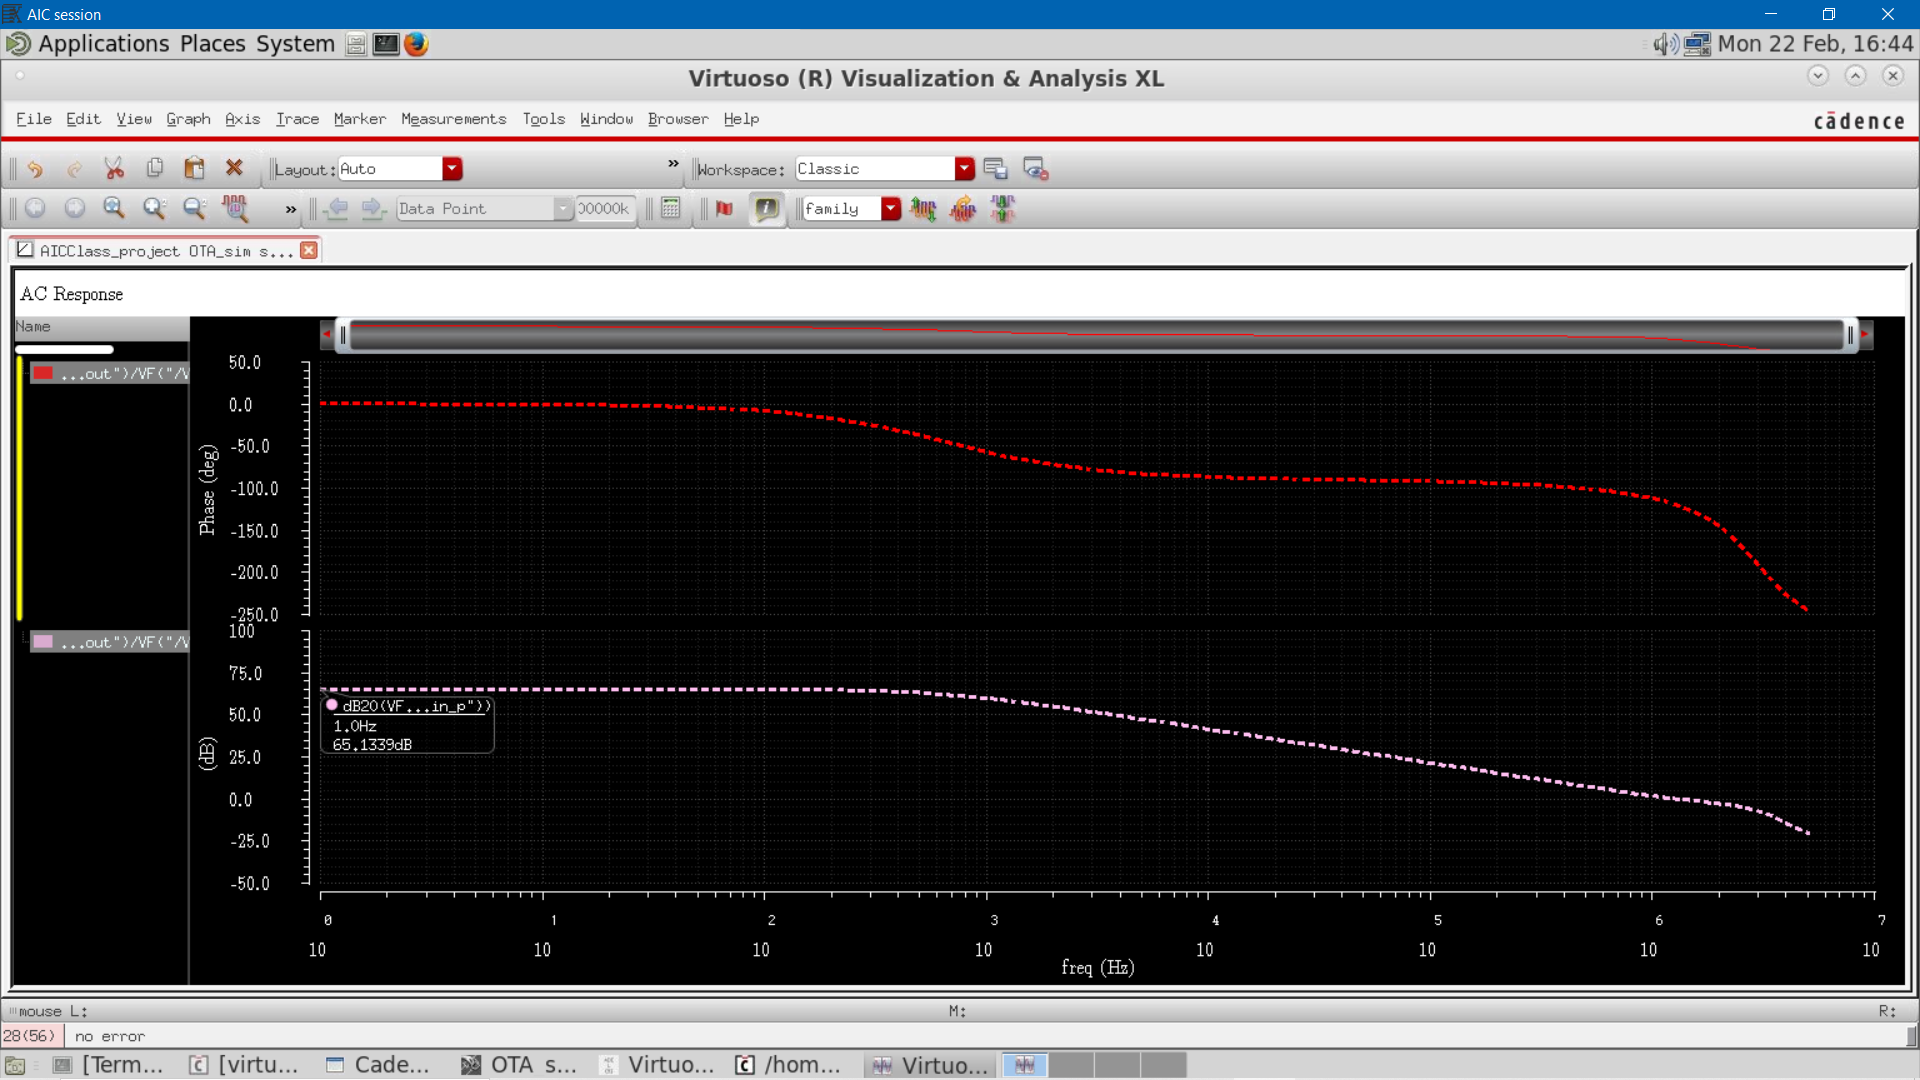 AIC session
Applications Places System
Mon 22 Feb, 16:44
Virtuoso (R) Visualization & Analysis XL
File Edit View Graph Axis Trace Marker Measurements Tools Window Browser Help
cādence
Layout: Auto
»
Workspace: Classic
»
Data Point
00000k
family
AICClass_project OTA_sim s...
AC Response
Name
...out")/VF("/V
50.0
0.0
-50.0
-100.0
-150.0
-200.0
-250.0
Phase (deg)
...out")/VF("/V
100
75.0
50.0
25.0
0.0
-25.0
-50.0
(dB)
dB20(VF...in_p"))
1.0Hz
65.1339dB
0 1 2 3 4 5 6 7
10 10 10 10 10 10 10 10
freq (Hz)
mouse L: M: R:
28(56) no error
[Term... [virtu... Cade... OTA s... Virtuo... /hom... Virtuo...